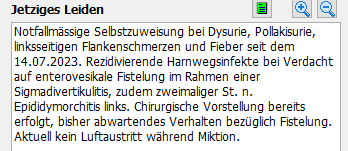 Jetziges Leiden
Notfallmässige Selbstzuweisung bei Dysurie, Pollakisurie,
linksseitigen Flankenschmerzen und Fieber seit dem
14.07.2023. Rezidivierende Harnwegsinfekte bei Verdacht
auf enterovesikale Fistelung im Rahmen einer
Sigmadivertikulitis, zudem zweimaliger St. n.
Epididymorchitis links. Chirurgische Vorstellung bereits
erfolgt, bisher abwartendes Verhalten bezüglich Fistelung.
Aktuell kein Luftaustritt während Miktion.